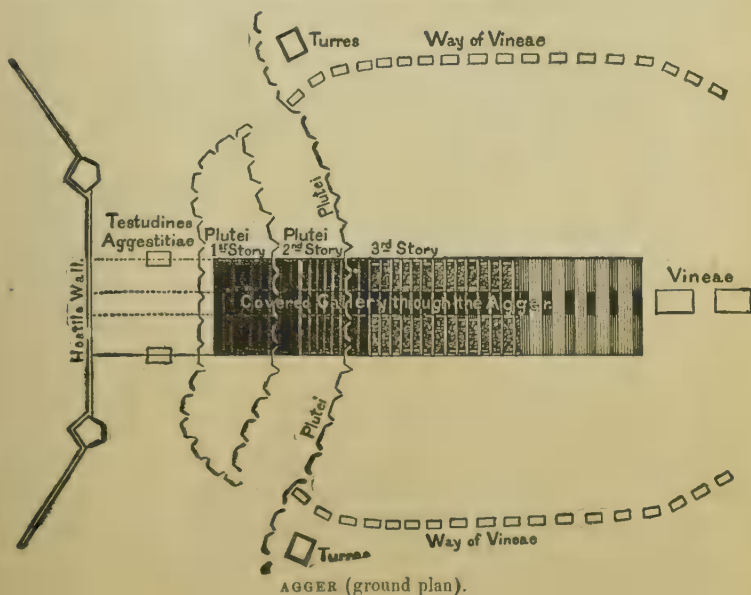 Turres
Way of Vineae
Testudines
Aggestitiae
Plutei
1st Story
Plutei
2nd Story
Plutei
3rd Story
Hostile Wall.
Covered Gallery through the Agger.
Vineae
Plutei
Turres
Way of Vineae
AGGER (ground plan).